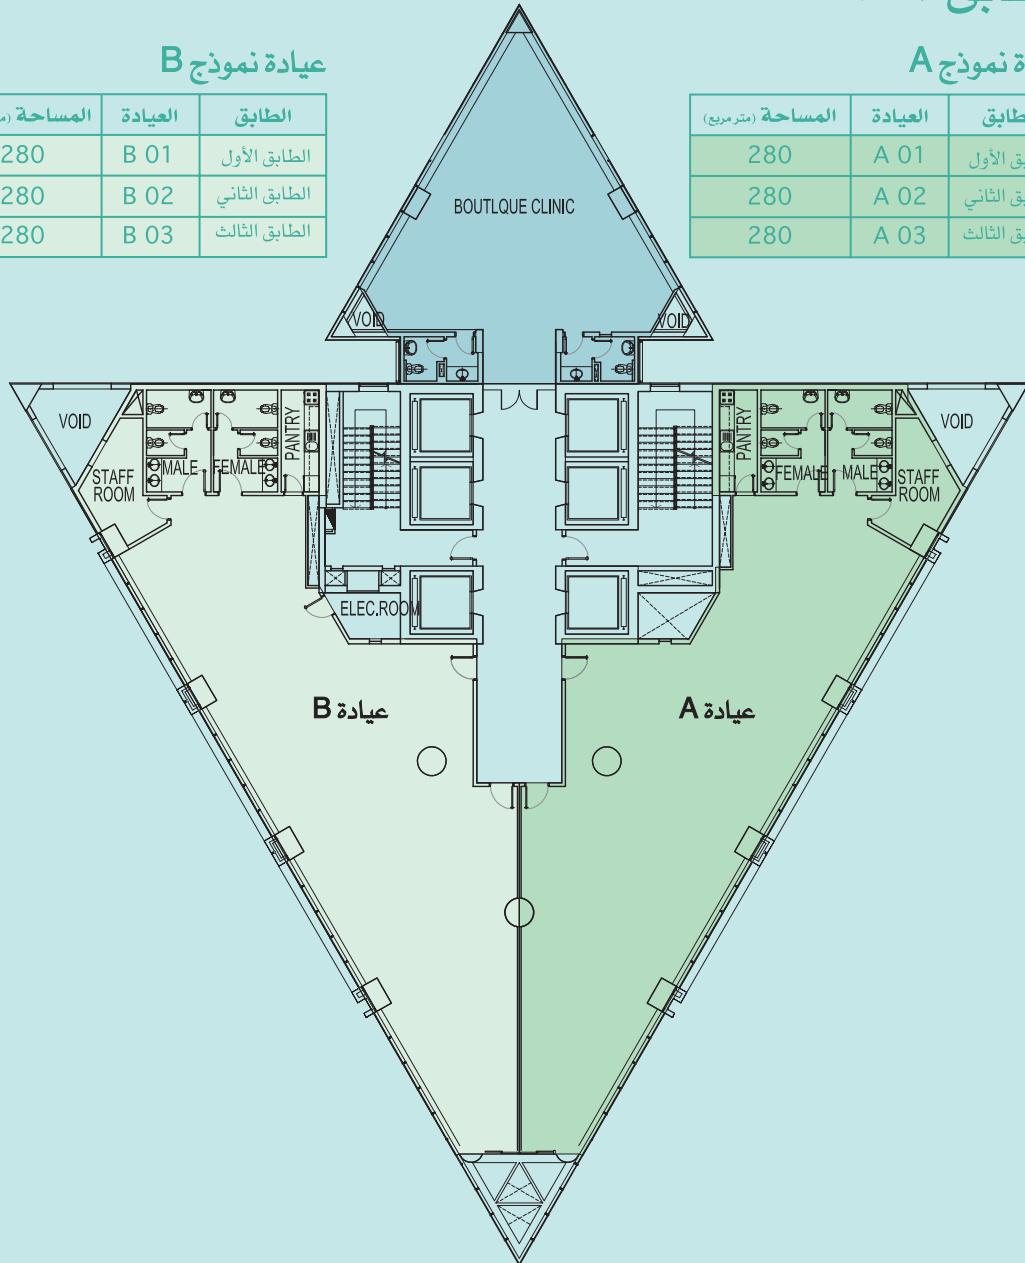 عيادة نموذج A
المساحة (متر مربع) العيادة
280 A 01
280 A 02
280 A 03
عيادة نموذج B
الطابق العيادة المساحة
الطابق الأول B 01 280
الطابق الثاني B 02 280
الطابق الثالث B 03 280
BOUTLQUE CLINIC
VOID
VOID
VOID
STAFF
ROOM
MALE
FEMALE
PANTRY
PANTRY
FEMALE
MALE
STAFF
ROOM
VOID
ELEC.ROOM
عيادة B
عيادة A